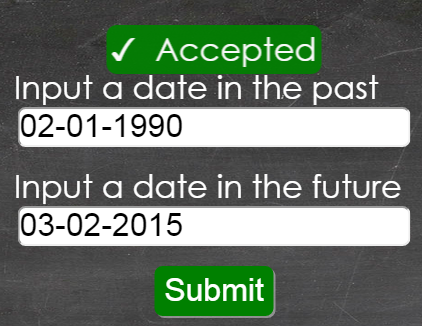 ✓ Accepted
Input a date in the past
02-01-1990
Input a date in the future
03-02-2015
Submit